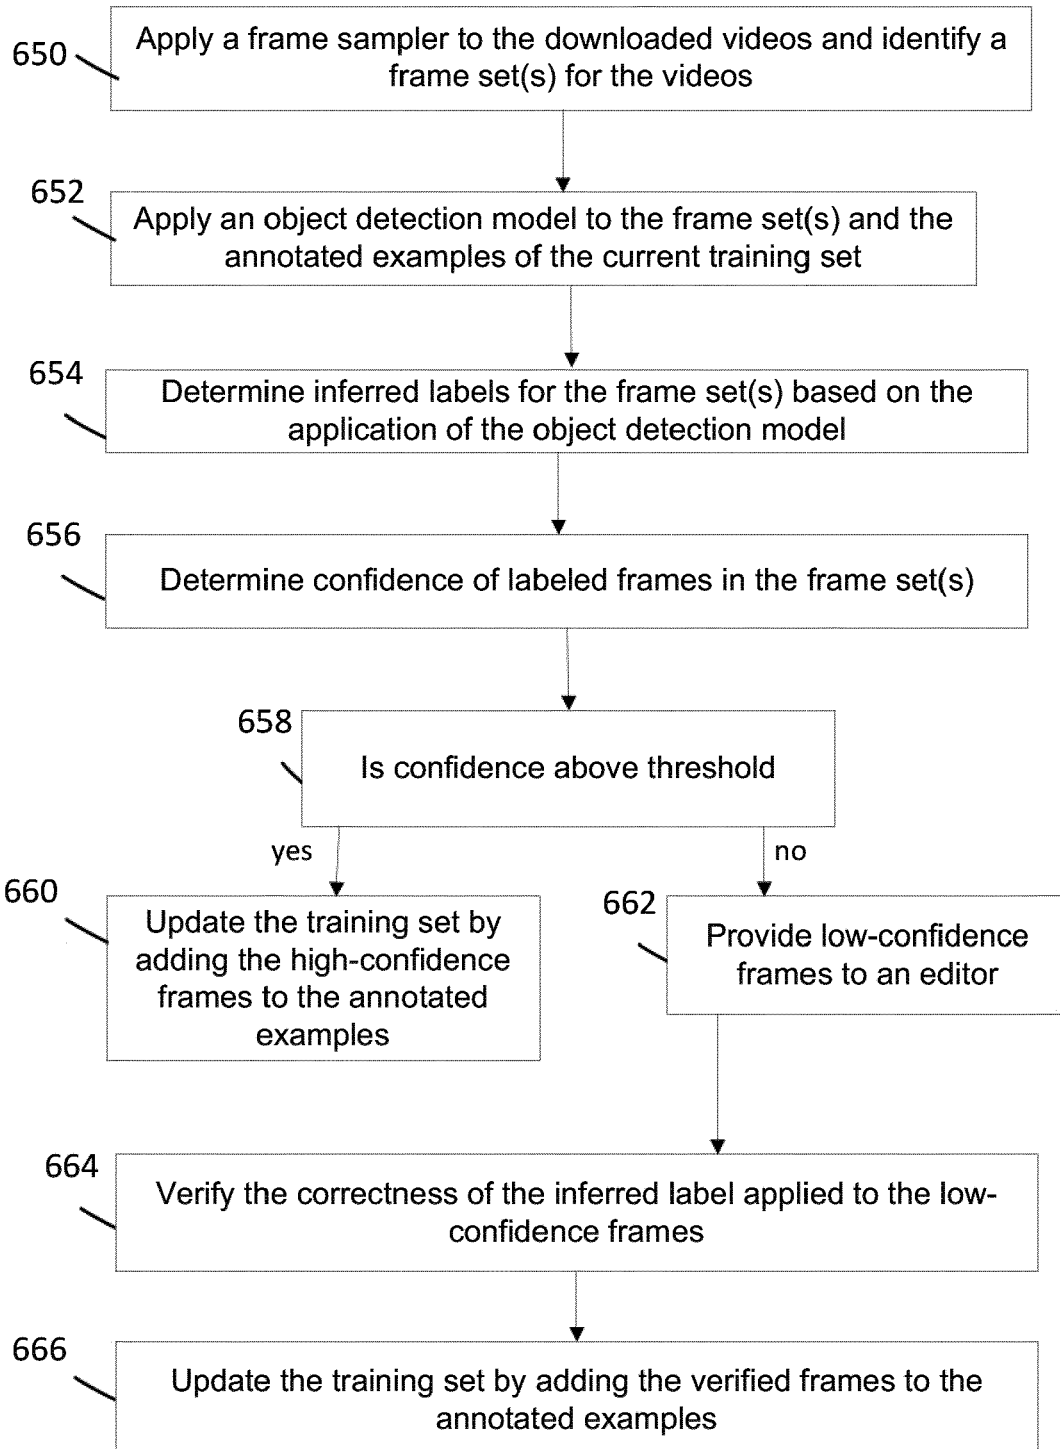 650
Apply a frame sampler to the downloaded videos and identify a
frame set(s) for the videos
652
Apply an object detection model to the frame set(s) and the
annotated examples of the current training set
654
Determine inferred labels for the frame set(s) based on the
application of the object detection model
656
Determine confidence of labeled frames in the frame set(s)
658
Is confidence above threshold
yes
no
660
Update the training set by
adding the high-confidence
frames to the annotated
examples
662
Provide low-confidence
frames to an editor
664
Verify the correctness of the inferred label applied to the low-
confidence frames
666
Update the training set by adding the verified frames to the
annotated examples